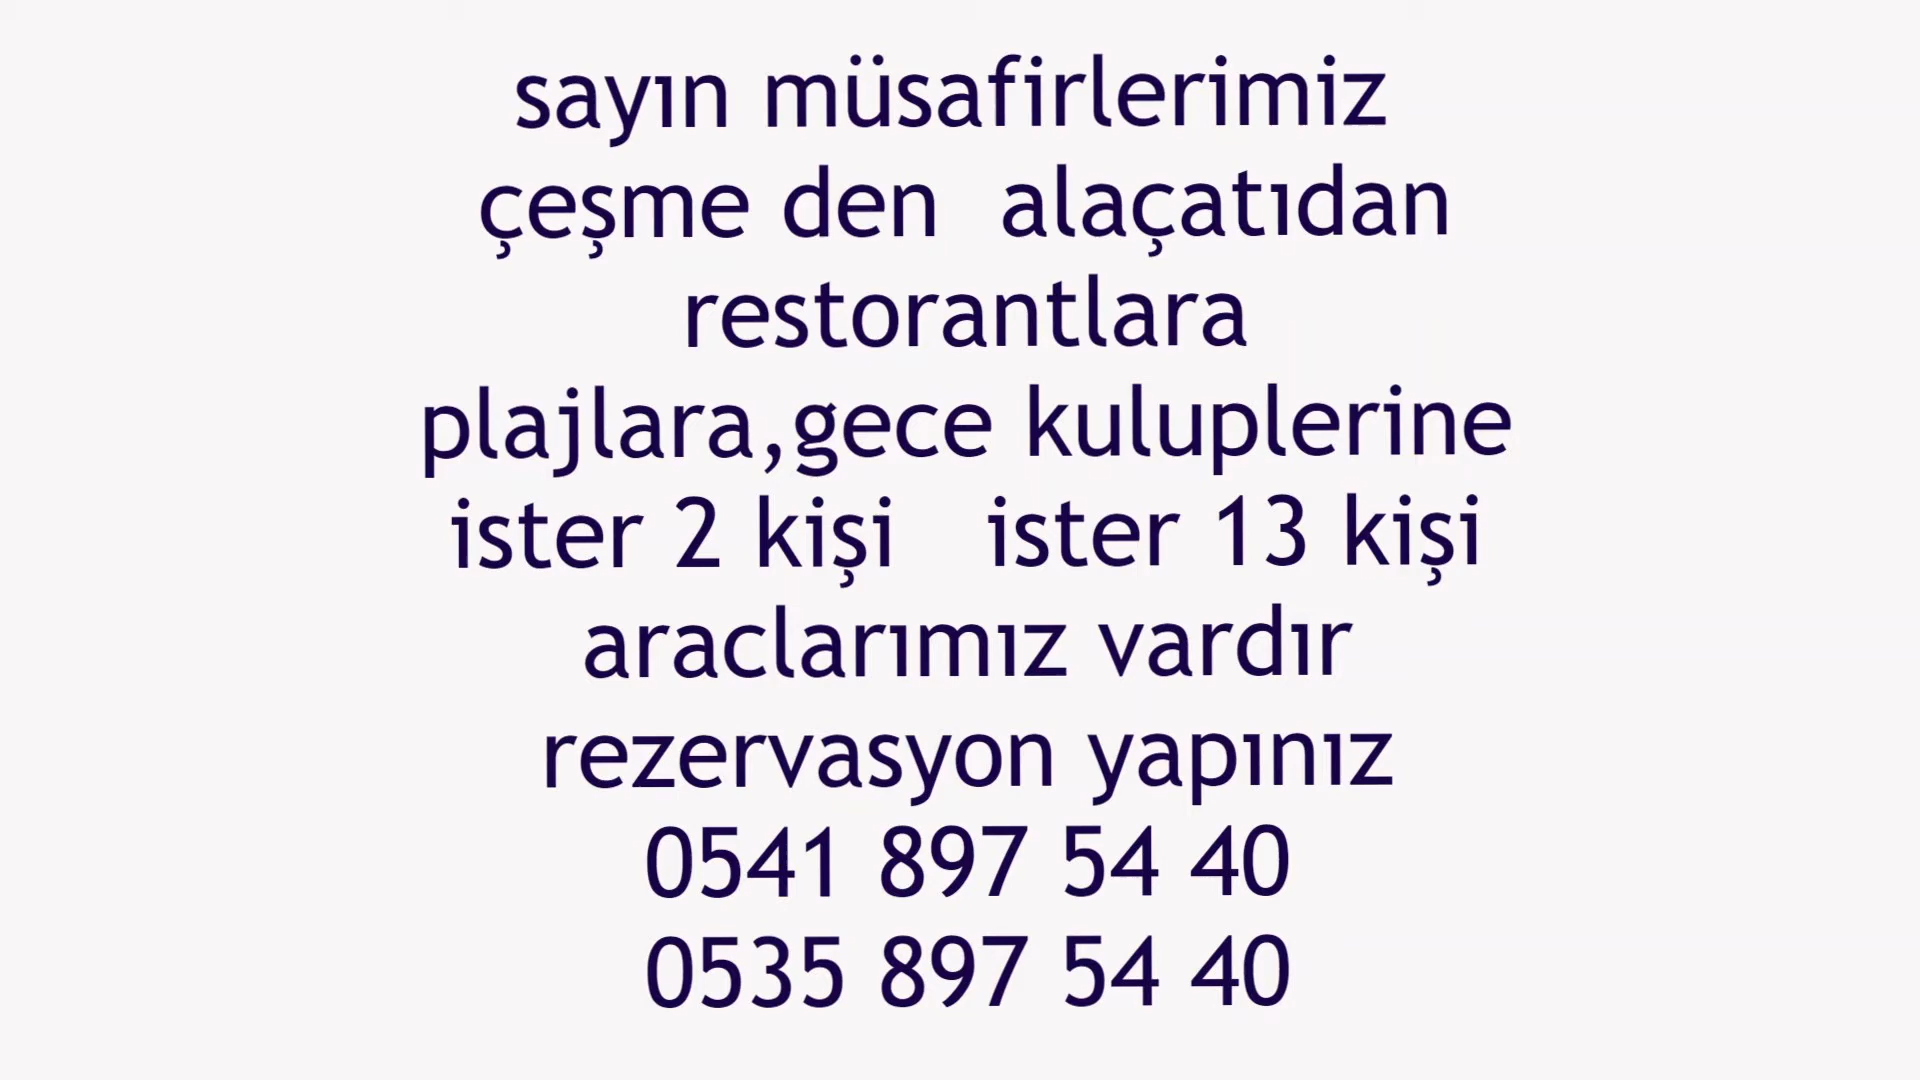 sayın müsafirlerimiz
çeşme den  alaçatıdan
restorantlara
plajlara,gece kuluplerine
ister 2 kişi   ister 13 kişi
araclarımız vardır
rezervasyon yapınız
0541 897 54 40
0535 897 54 40